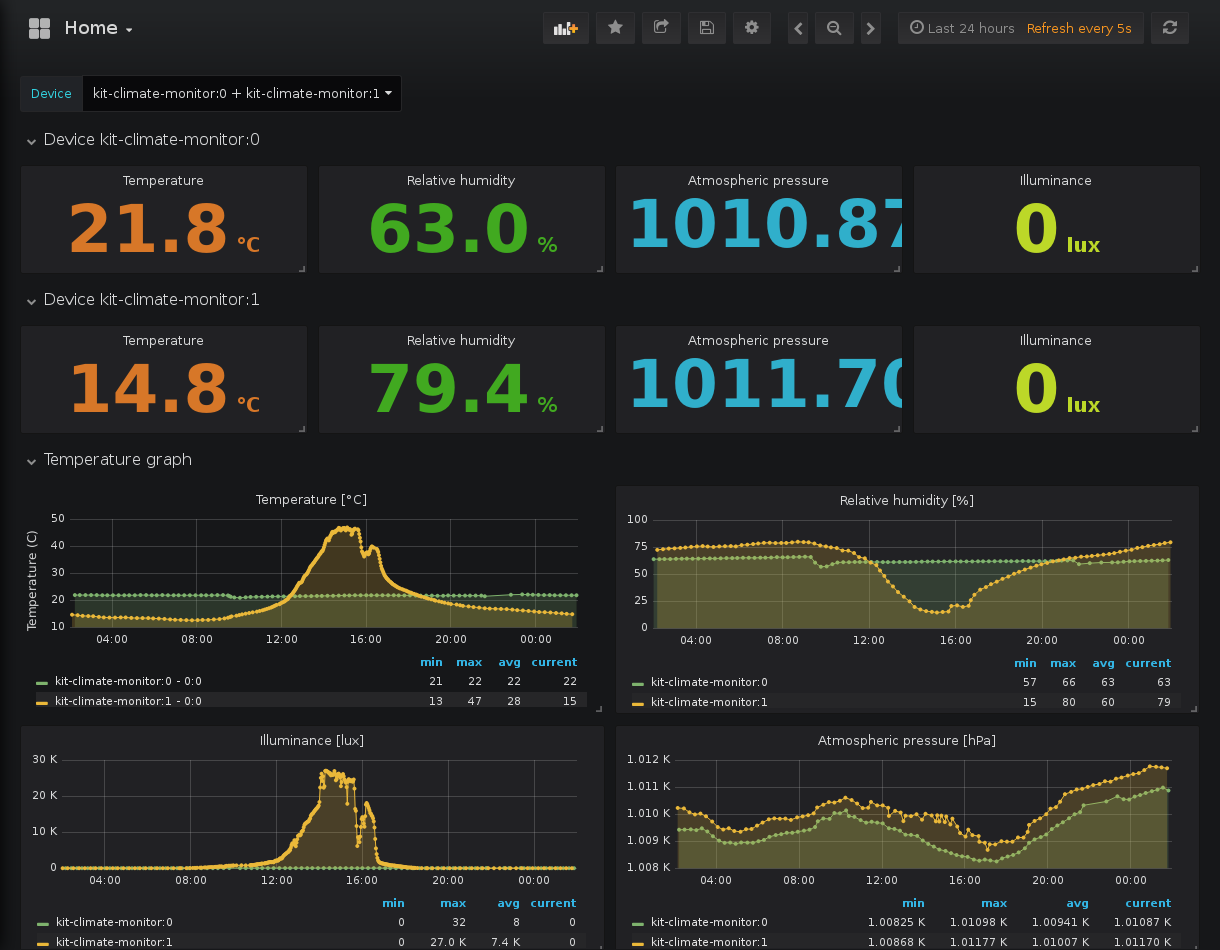 Home
Last 24 hours Refresh every 5s
Device kit-climate-monitor:0 + kit-climate-monitor:1
Device kit-climate-monitor:0
Temperature Relative humidity Atmospheric pressure Illuminance
21.8 °C 63.0 % 1010.87 0 lux
Device kit-climate-monitor:1
Temperature Relative humidity Atmospheric pressure Illuminance
14.8 °C 79.4 % 1011.70 0 lux
Temperature graph
Temperature [°C]
Temperature (C)
50
40
30
20
10
04:00 08:00 12:00 16:00 20:00 00:00
min max avg current
kit-climate-monitor:0 - 0:0 21 22 22 22
kit-climate-monitor:1 - 0:0 13 47 28 15
Relative humidity [%]
100
75
50
25
0
04:00 08:00 12:00 16:00 20:00 00:00
min max avg current
kit-climate-monitor:0 57 66 63 63
kit-climate-monitor:1 15 80 60 79
Illuminance [lux]
30 K
20 K
10 K
0
04:00 08:00 12:00 16:00 20:00 00:00
min max avg current
kit-climate-monitor:0 0 32 8 0
kit-climate-monitor:1 0 27.0 K 7.4 K 0
Atmospheric pressure [hPa]
1.012 K
1.011 K
1.010 K
1.009 K
1.008 K
04:00 08:00 12:00 16:00 20:00 00:00
min max avg current
kit-climate-monitor:0 1.00825 K 1.01098 K 1.00941 K 1.01087 K
kit-climate-monitor:1 1.00868 K 1.01177 K 1.01007 K 1.01170 K